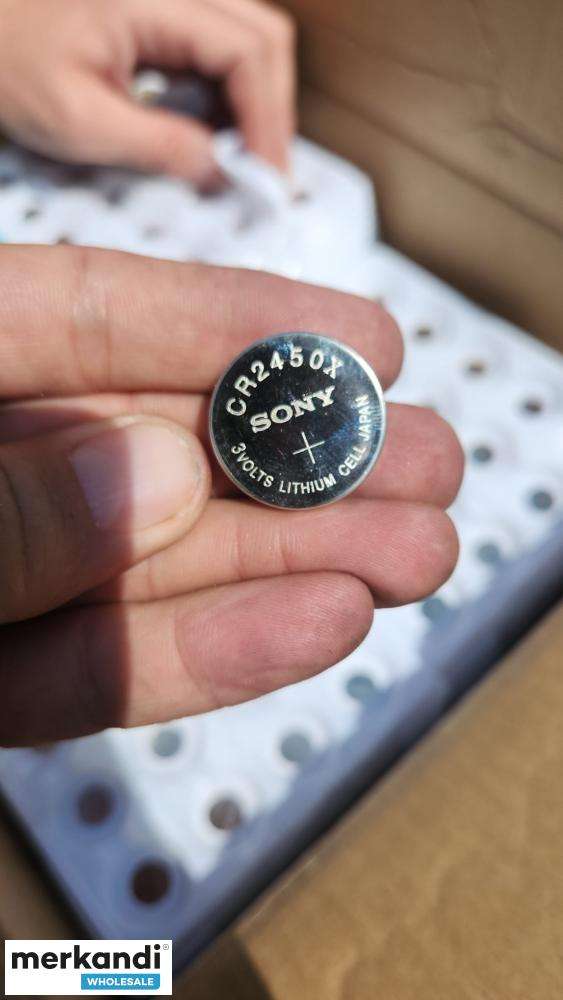 CR2450X
SONY
+
3VOLTS LITHIUM CELL JAPAN
merkandi®
WHOLESALE